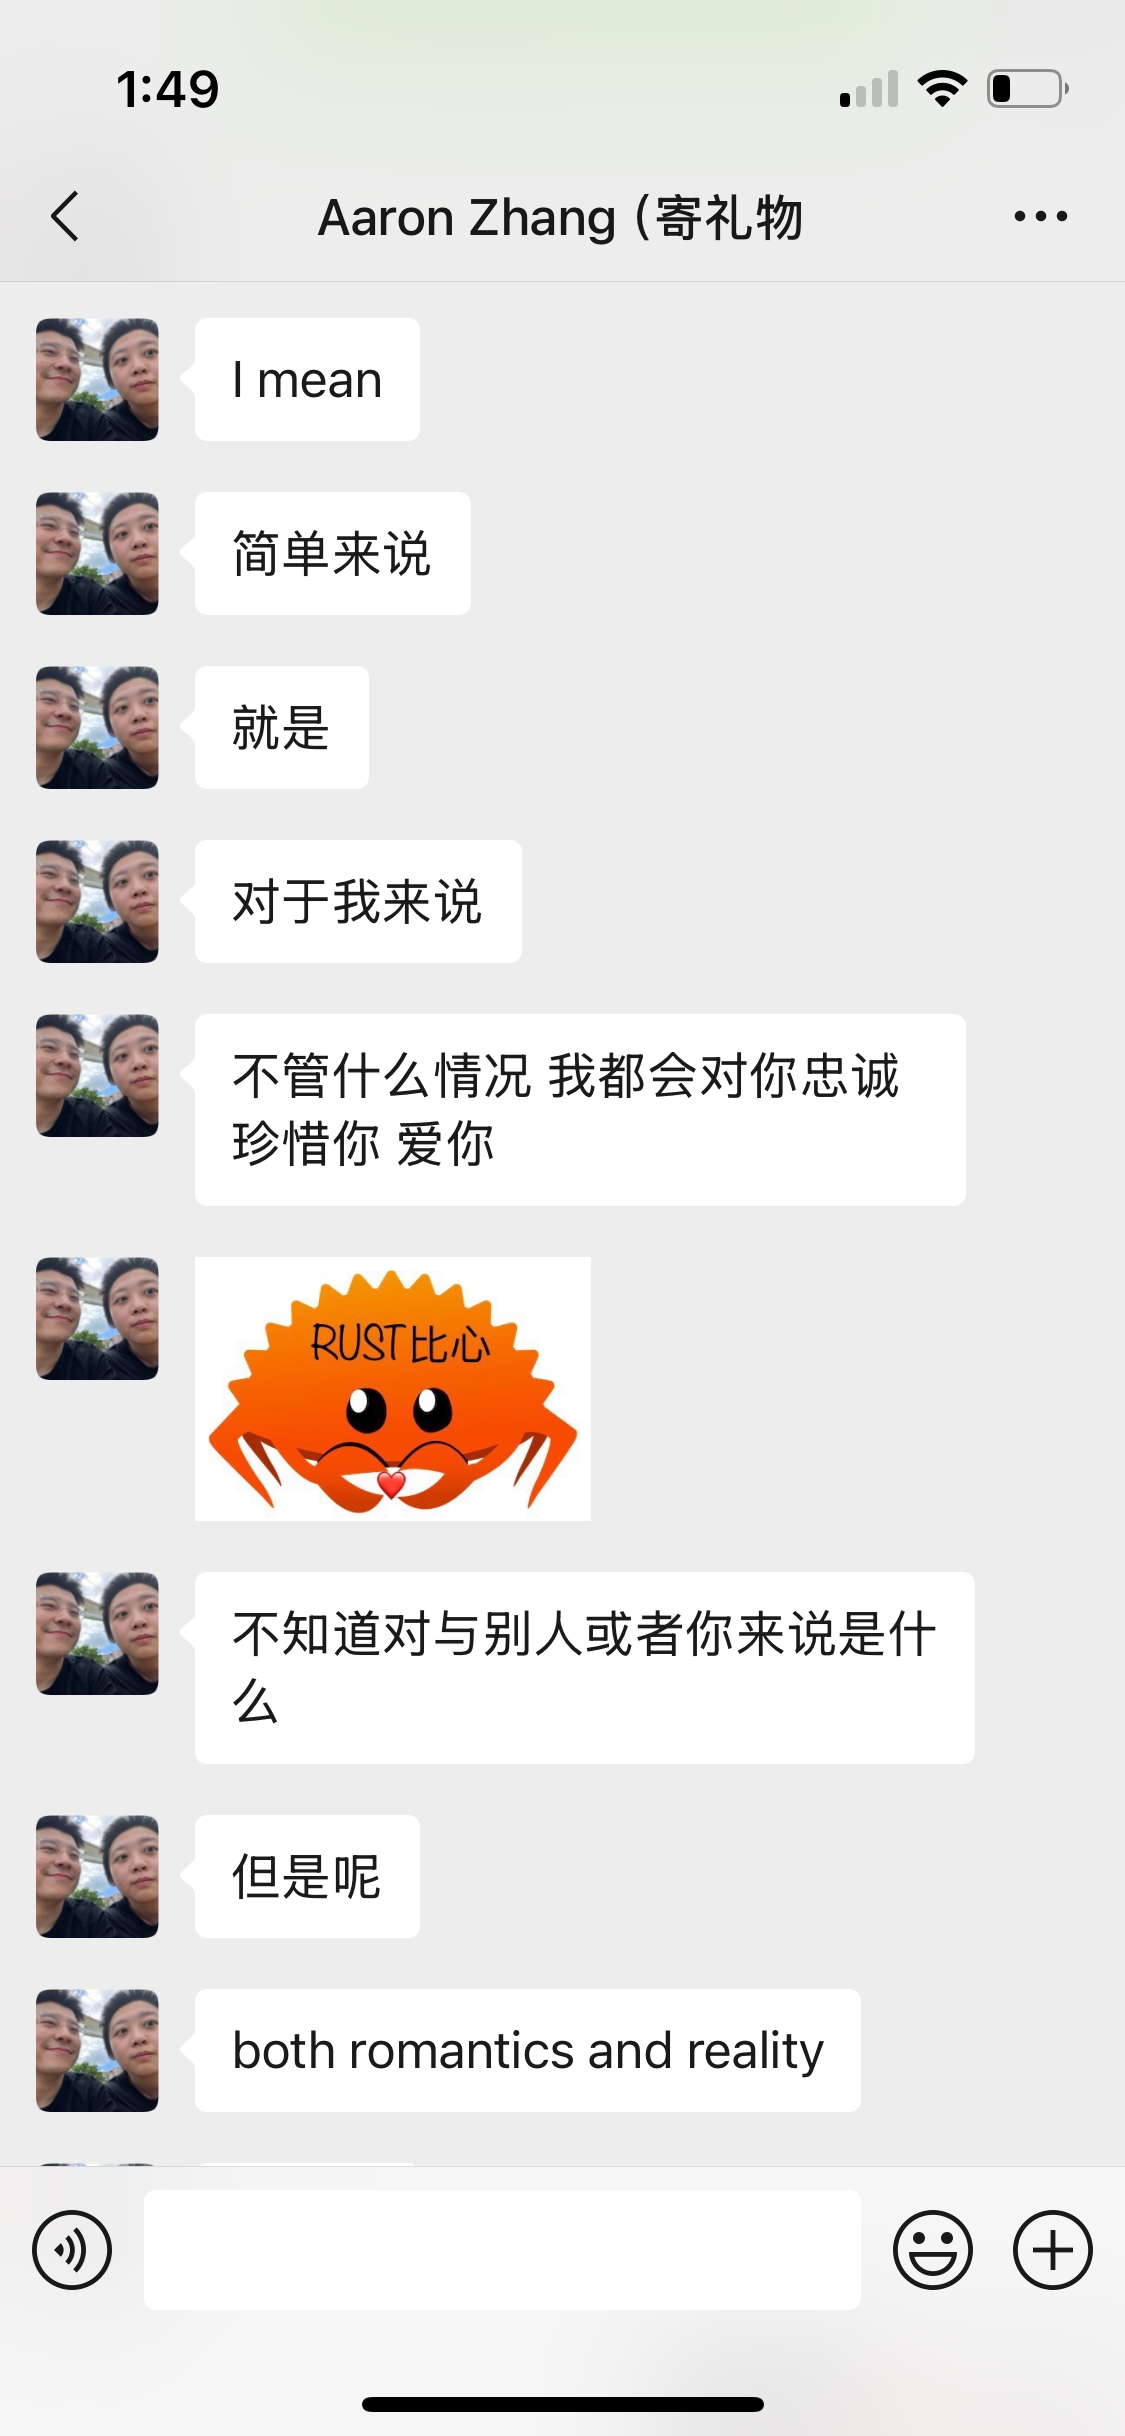 1:49
Aaron Zhang（寄礼物
I mean
简单来说
就是
对于我来说
不管什么情况 我都会对你忠诚
珍惜你 爱你
RUST比心
不知道对与别人或者你来说是什
么
但是呢
both romantics and reality